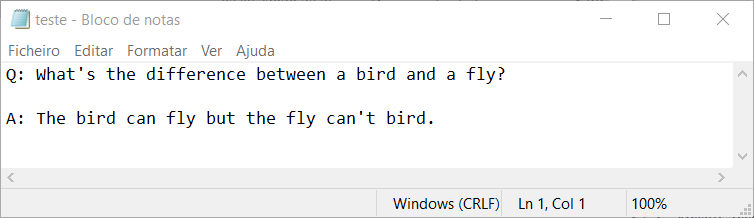 teste - Bloco de notas
Ficheiro Editar Formatar Ver Ajuda
Q: What's the difference between a bird and a fly?
A: The bird can fly but the fly can't bird.
Windows (CRLF) Ln 1, Col 1 100%